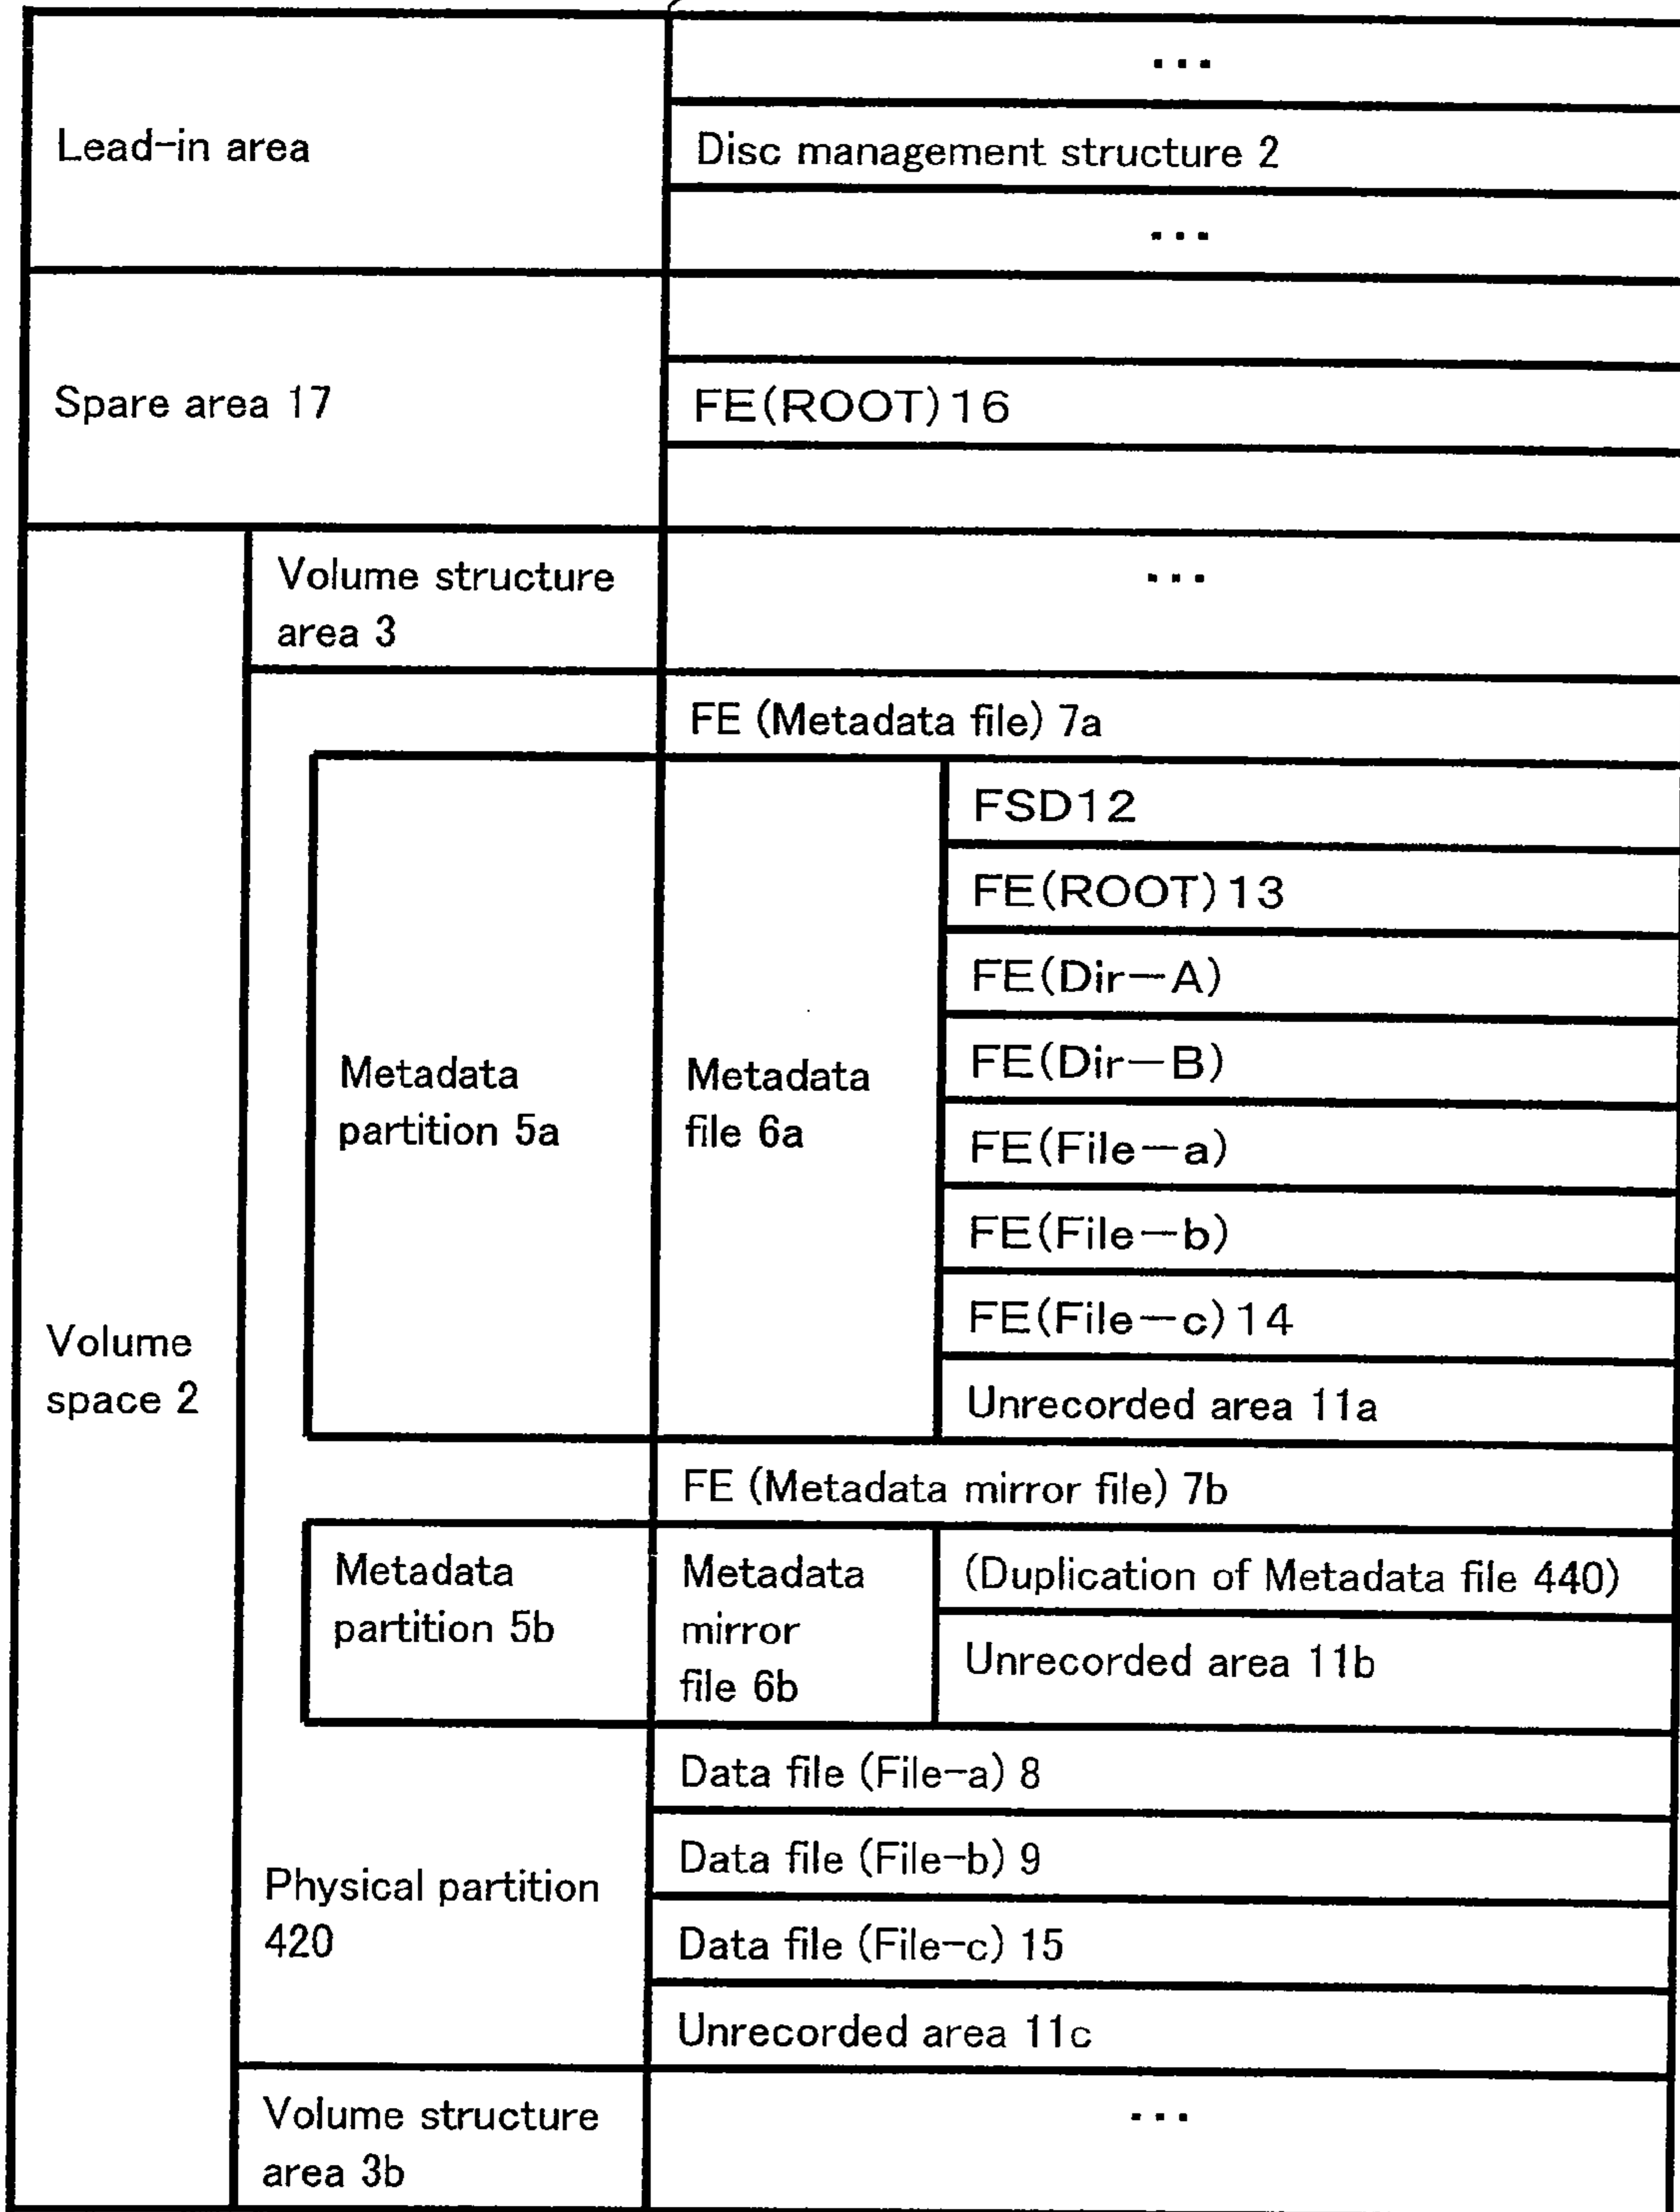 ...
Lead-in area
Disc management structure 2
...
Spare area 17
FE(ROOT)16
Volume structure
area 3
...
FE (Metadata file) 7a
FSD12
FE(ROOT)13
FE(Dir—A)
FE(Dir—B)
Metadata
partition 5a
Metadata
file 6a
FE(File—a)
FE(File—b)
FE(File—c)14
Unrecorded area 11a
Volume
space 2
FE (Metadata mirror file) 7b
Metadata
partition 5b
Metadata
mirror
file 6b
(Duplication of Metadata file 440)
Unrecorded area 11b
Data file (File-a) 8
Data file (File-b) 9
Physical partition
420
Data file (File-c) 15
Unrecorded area 11c
Volume structure
area 3b
...